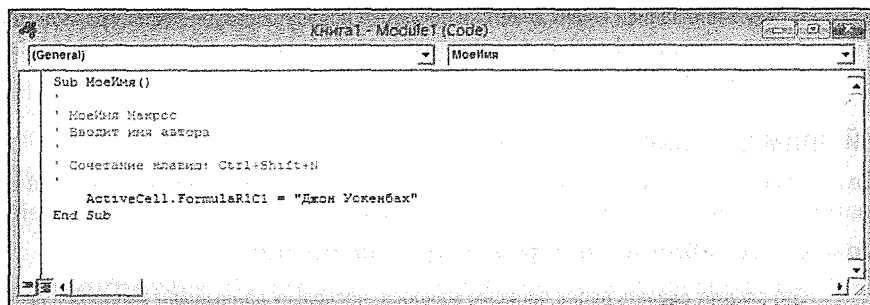 Книга1 - Module1 (Code)
(General) МоеИмя
Sub МоеИмя()
'
' МоеИмя Макрос
' Вводит имя автора
'
' Сочетание клавиш: Ctrl+Shift+N
'
ActiveCell.FormulaR1C1 = "Джон Уокенбах"
End Sub